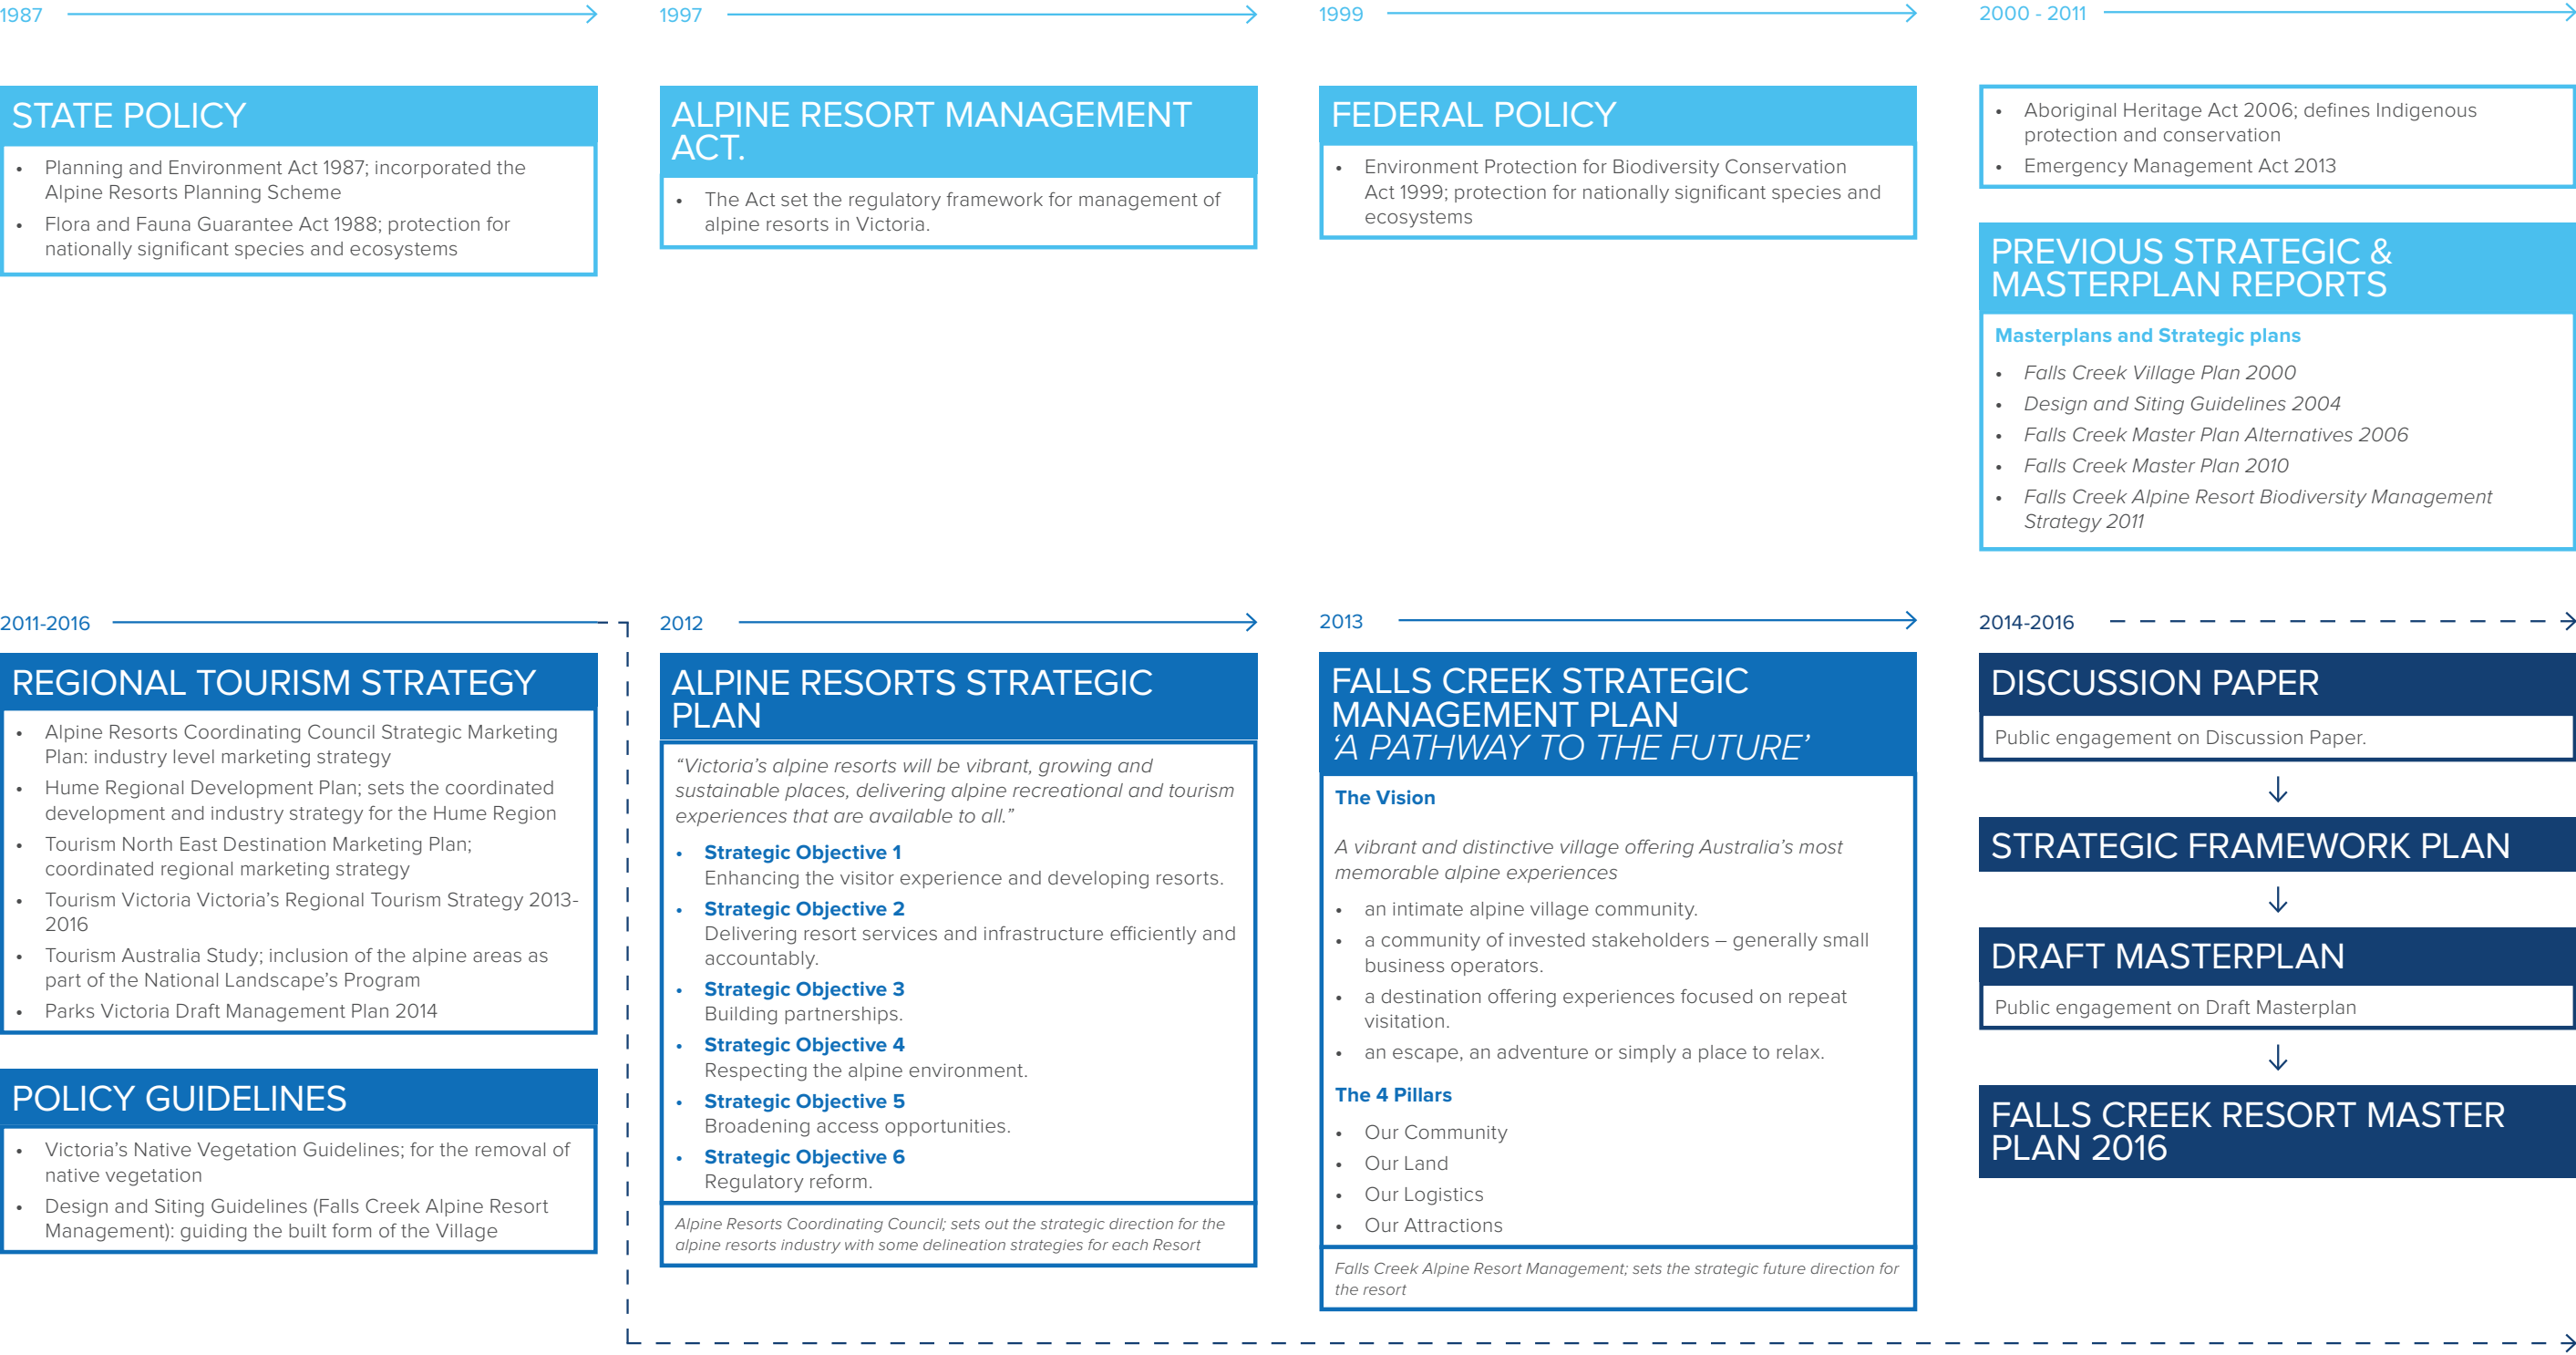 1987
STATE POLICY
• Planning and Environment Act 1987; incorporated the
Alpine Resorts Planning Scheme
• Flora and Fauna Guarantee Act 1988; protection for
nationally significant species and ecosystems
1997
ALPINE RESORT MANAGEMENT
ACT.
• The Act set the regulatory framework for management of
alpine resorts in Victoria.
1999
FEDERAL POLICY
• Environment Protection for Biodiversity Conservation
Act 1999; protection for nationally significant species and
ecosystems
2000 - 2011
• Aboriginal Heritage Act 2006; defines Indigenous
protection and conservation
• Emergency Management Act 2013
PREVIOUS STRATEGIC &
MASTERPLAN REPORTS
Masterplans and Strategic plans
• Falls Creek Village Plan 2000
• Design and Siting Guidelines 2004
• Falls Creek Master Plan Alternatives 2006
• Falls Creek Master Plan 2010
• Falls Creek Alpine Resort Biodiversity Management
Strategy 2011
2011-2016
REGIONAL TOURISM STRATEGY
• Alpine Resorts Coordinating Council Strategic Marketing
Plan: industry level marketing strategy
• Hume Regional Development Plan; sets the coordinated
development and industry strategy for the Hume Region
• Tourism North East Destination Marketing Plan;
coordinated regional marketing strategy
• Tourism Victoria Victoria's Regional Tourism Strategy 2013-
2016
• Tourism Australia Study; inclusion of the alpine areas as
part of the National Landscape's Program
• Parks Victoria Draft Management Plan 2014
POLICY GUIDELINES
• Victoria's Native Vegetation Guidelines; for the removal of
native vegetation
• Design and Siting Guidelines (Falls Creek Alpine Resort
Management): guiding the built form of the Village
2012
ALPINE RESORTS STRATEGIC
PLAN
“Victoria’s alpine resorts will be vibrant, growing and
sustainable places, delivering alpine recreational and tourism
experiences that are available to all.”
• Strategic Objective 1
Enhancing the visitor experience and developing resorts.
• Strategic Objective 2
Delivering resort services and infrastructure efficiently and
accountably.
• Strategic Objective 3
Building partnerships.
• Strategic Objective 4
Respecting the alpine environment.
• Strategic Objective 5
Broadening access opportunities.
• Strategic Objective 6
Regulatory reform.
Alpine Resorts Coordinating Council; sets out the strategic direction for the
alpine resorts industry with some delineation strategies for each Resort
2013
FALLS CREEK STRATEGIC
MANAGEMENT PLAN
‘A PATHWAY TO THE FUTURE’
The Vision
A vibrant and distinctive village offering Australia’s most
memorable alpine experiences
• an intimate alpine village community.
• a community of invested stakeholders – generally small
business operators.
• a destination offering experiences focused on repeat
visitation.
• an escape, an adventure or simply a place to relax.
The 4 Pillars
• Our Community
• Our Land
• Our Logistics
• Our Attractions
Falls Creek Alpine Resort Management; sets the strategic future direction for
the resort
2014-2016
DISCUSSION PAPER
Public engagement on Discussion Paper.
STRATEGIC FRAMEWORK PLAN
DRAFT MASTERPLAN
Public engagement on Draft Masterplan
FALLS CREEK RESORT MASTER
PLAN 2016